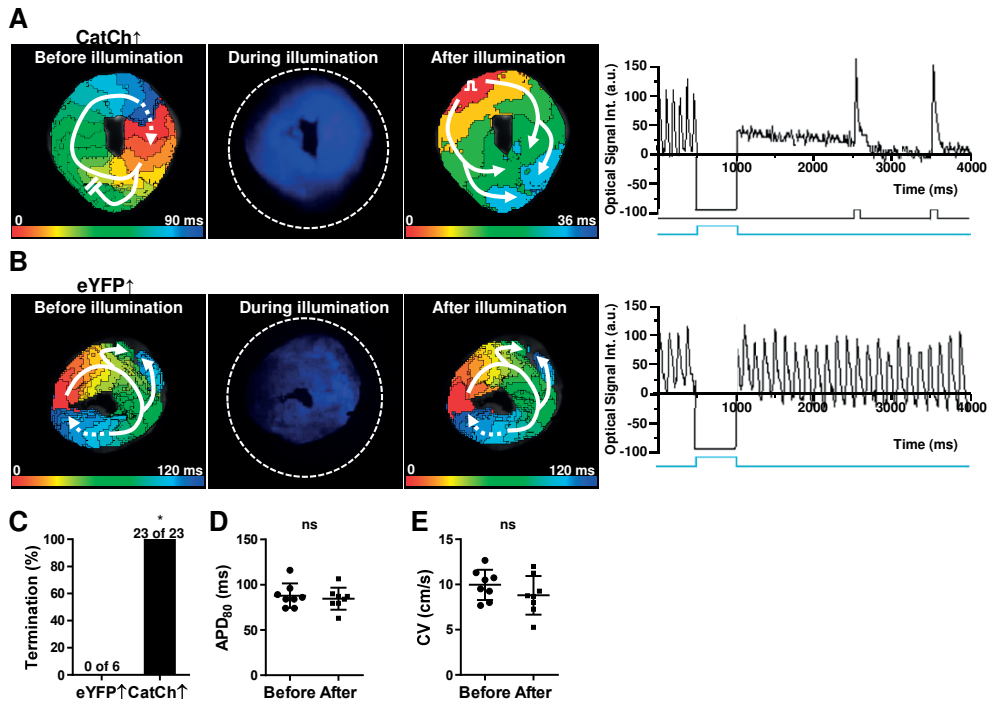 A
CatCh↑
Before illumination
During illumination
After illumination
0
90 ms
0
36 ms
Optical Signal Int. (a.u.)
150
100
50
0
-50
-100
1000
2000
3000
4000
Time (ms)
B
eYFP↑
Before illumination
During illumination
After illumination
0
120 ms
0
120 ms
Optical Signal Int. (a.u.)
150
100
50
0
-50
-100
1000
2000
3000
4000
Time (ms)
C
Termination (%)
100
80
60
40
20
0
*
23 of 23
0 of 6
eYFP↑CatCh↑
D
ns
APD80 (ms)
150
100
50
0
Before After
E
ns
CV (cm/s)
15
10
5
0
Before After